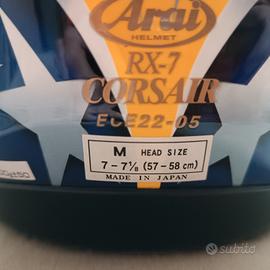 Arai
HELMET
RX-7
CORSAIR
ECE22-05
M HEAD SIZE
7 - 7⅛ (57 - 58 cm)
MADE IN JAPAN
subito